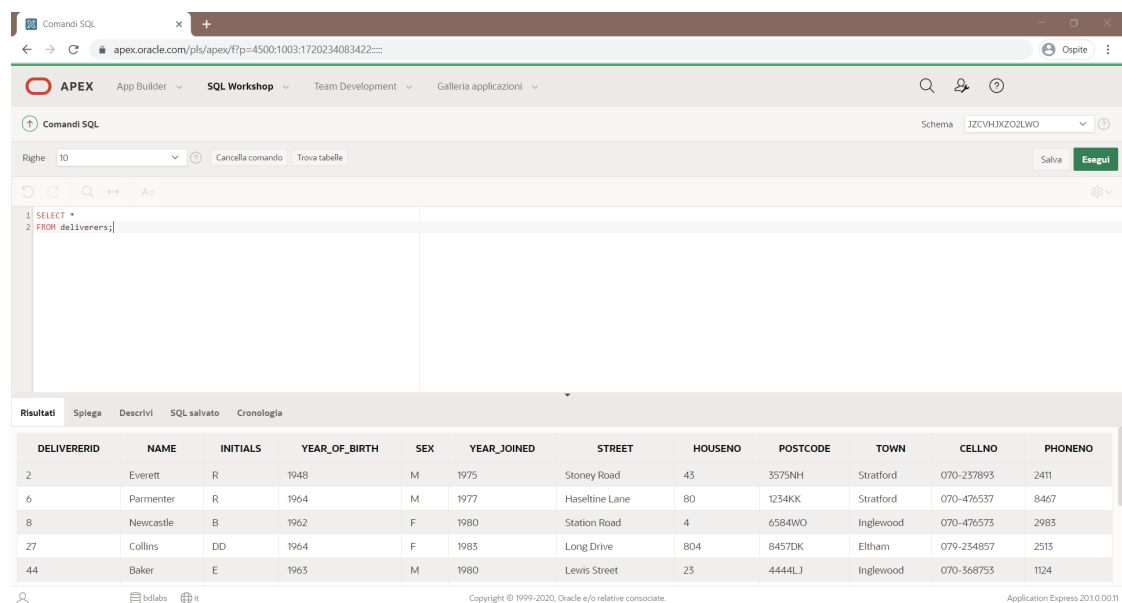 Comandi SQL
apex.oracle.com/pls/apex/f?p=4500:1003:1720234083422:::::
Ospite
APEX App Builder SQL Workshop Team Development Galleria applicazioni
Comandi SQL Schema JZCVHJXZO2LWO
Righe 10 Cancella comando Trova tabelle Salva Esegui
1 SELECT *
2 FROM deliverers;
Risultati Spiega Descrivi SQL salvato Cronologia
DELIVERERID NAME INITIALS YEAR_OF_BIRTH SEX YEAR_JOINED STREET HOUSENO POSTCODE TOWN CELLNO PHONENO
2 Everett R 1948 M 1975 Stoney Road 43 3575NH Stratford 070-237893 2411
6 Parmenter R 1964 M 1977 Haseltine Lane 80 1234KK Stratford 070-476537 8467
8 Newcastle B 1962 F 1980 Station Road 4 6584WO Inglewood 070-476573 2983
27 Collins DD 1964 F 1983 Long Drive 804 8457DK Eltham 079-234857 2513
44 Baker E 1963 M 1980 Lewis Street 23 4444LJ Inglewood 070-368753 1124
bdlabs it Copyright © 1999-2020, Oracle e/o relative consociate. Application Express 20.1.0.00.11